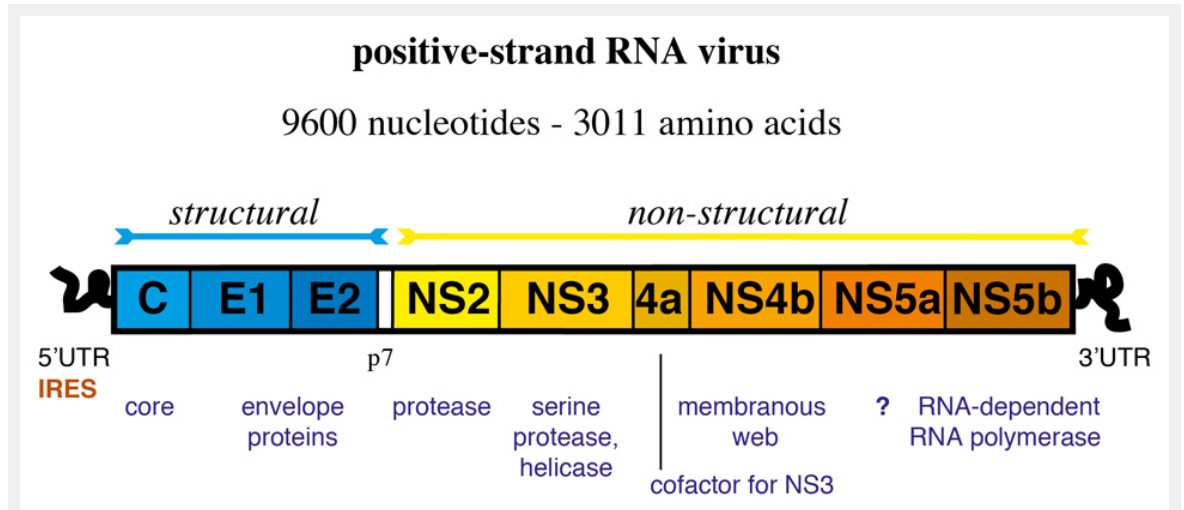 positive-strand RNA virus
9600 nucleotides - 3011 amino acids
structural non-structural
C E1 E2 NS2 NS3 4a NS4b NS5a NS5b
5'UTR p7 3'UTR
IRES
core envelope protease serine membranous ? RNA-dependent
proteins protease, web RNA polymerase
helicase
cofactor for NS3